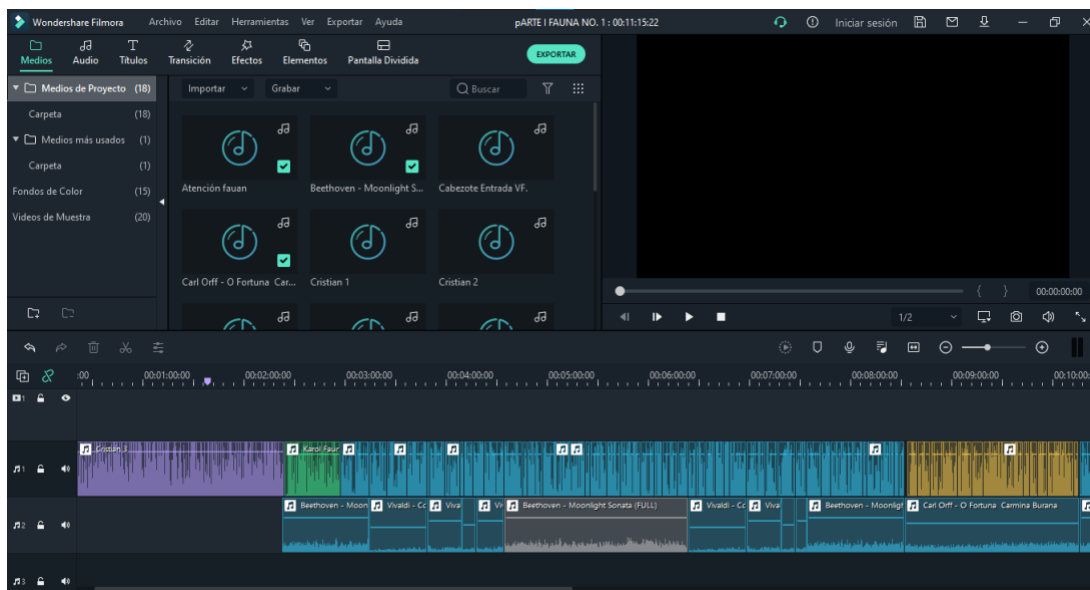 Wondershare Filmora Archivo Editar Herramientas Ver Exportar Ayuda pARTE I FAUNA NO. 1 : 00:11:15:22 Iniciar sesión
Medios Audio Títulos Transición Efectos Elementos Pantalla Dividida EXPORTAR
Medios de Proyecto (18) Importar Grabar Buscar
Carpeta (18)
Medios más usados (1)
Carpeta (1)
Fondos de Color (15)
Videos de Muestra (20)
Atención fauan Beethoven - Moonlight S... Cabezote Entrada VF.
Carl Orff - O Fortuna Car... Cristian 1 Cristian 2
00:00:00:00
1/2
:00 00:01:00:00 00:02:00:00 00:03:00:00 00:04:00:00 00:05:00:00 00:06:00:00 00:07:00:00 00:08:00:00 00:09:00:00 00:10:00:
1
Cristian 1 Karol Faur
1
Beethoven - Moon Vivaldi - Cc Viva Vi Beethoven - Moonlight Sonata (FULL) Vivaldi - Cc Viva Beethoven - Moonligh Carl Orff - O Fortuna Carmina Burana
2
3